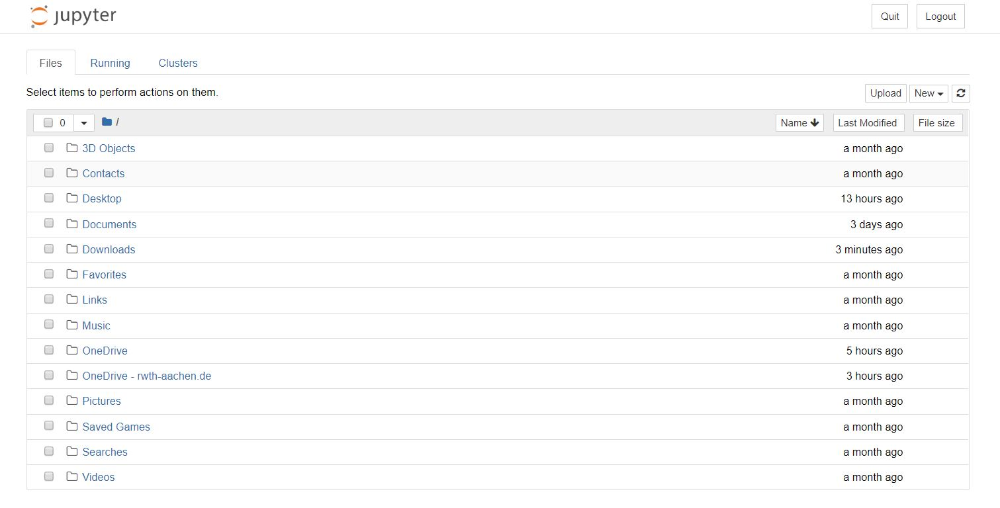 jupyter Quit Logout
Files Running Clusters
Select items to perform actions on them. Upload New
0 / Name Last Modified File size
3D Objects a month ago
Contacts a month ago
Desktop 13 hours ago
Documents 3 days ago
Downloads 3 minutes ago
Favorites a month ago
Links a month ago
Music a month ago
OneDrive 5 hours ago
OneDrive - rwth-aachen.de 3 hours ago
Pictures a month ago
Saved Games a month ago
Searches a month ago
Videos a month ago